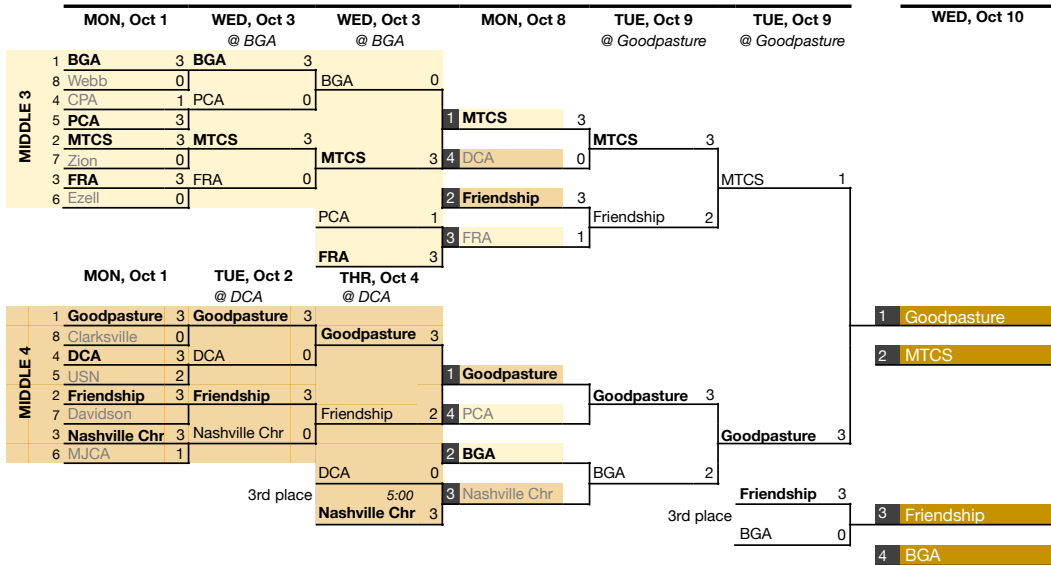 MON, Oct 1 WED, Oct 3 WED, Oct 3 MON, Oct 8 TUE, Oct 9 TUE, Oct 9 WED, Oct 10
@ BGA @ BGA @ Goodpasture @ Goodpasture
MIDDLE 3
1 BGA 3 BGA 3
8 Webb 0 BGA 0
4 CPA 1 PCA 0
5 PCA 3 1 MTCS 3
2 MTCS 3 MTCS 3 MTCS 3
7 Zion 0 MTCS 3 4 DCA 0
3 FRA 3 FRA 0 MTCS 1
6 Ezell 0 2 Friendship 3
PCA 1 Friendship 2
3 FRA 1
FRA 3
MON, Oct 1 TUE, Oct 2 THR, Oct 4
@ DCA @ DCA
MIDDLE 4
1 Goodpasture 3 Goodpasture 3 1 Goodpasture
8 Clarksville 0 Goodpasture 3
4 DCA 3 DCA 0 2 MTCS
5 USN 2 1 Goodpasture
2 Friendship 3 Friendship 3 Goodpasture 3
7 Davidson 0 Friendship 2 4 PCA
3 Nashville Chr 3 Nashville Chr 0 Goodpasture 3
6 MJCA 1 2 BGA
DCA 0 BGA 2
3rd place 5:00 3 Nashville Chr Friendship 3
Nashville Chr 3 3rd place 3 Friendship
BGA 0
4 BGA